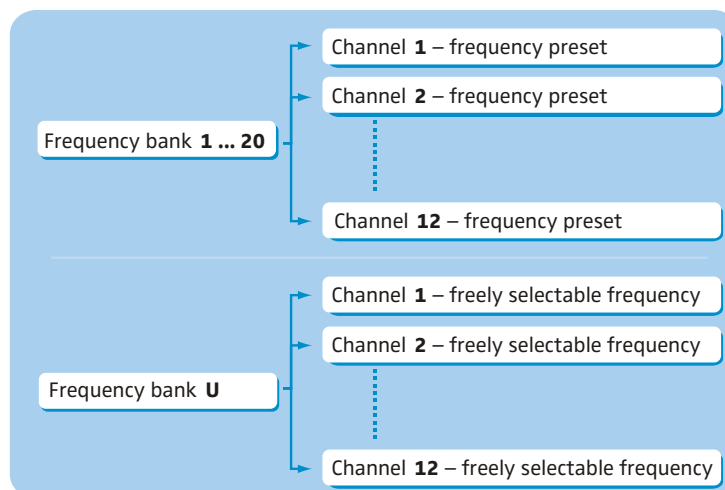 Channel 1 – frequency preset
Channel 2 – frequency preset
Frequency bank 1 ... 20
Channel 12 – frequency preset
Channel 1 – freely selectable frequency
Channel 2 – freely selectable frequency
Frequency bank U
Channel 12 – freely selectable frequency